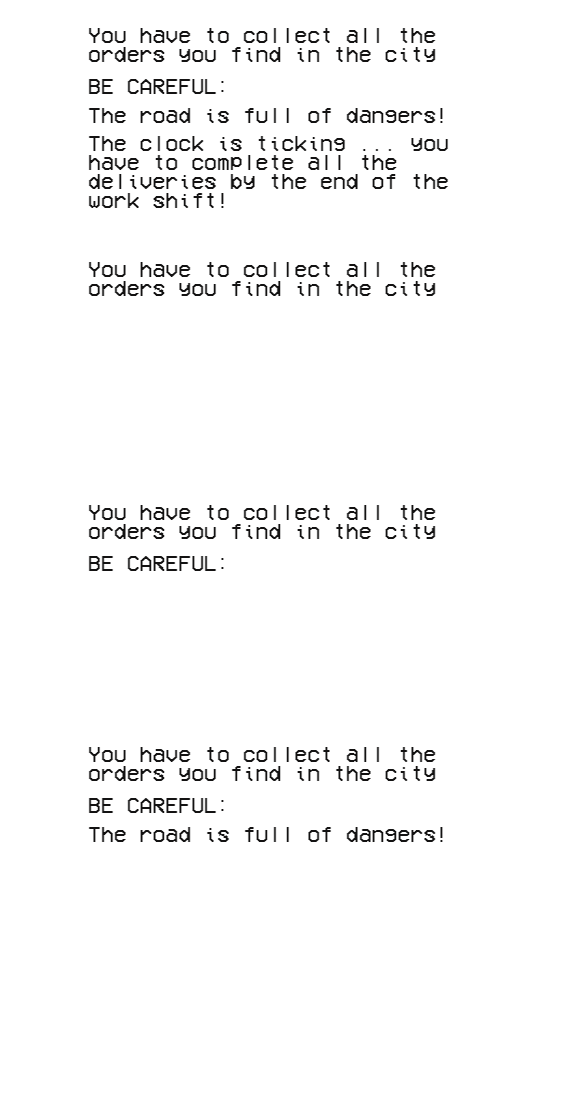 You have to collect all the
orders you find in the city
BE CAREFUL:
The road is full of dangers!
The clock is ticking ... you
have to complete all the
deliveries by the end of the
work shift!
You have to collect all the
orders you find in the city
You have to collect all the
orders you find in the city
BE CAREFUL:
You have to collect all the
orders you find in the city
BE CAREFUL:
The road is full of dangers!